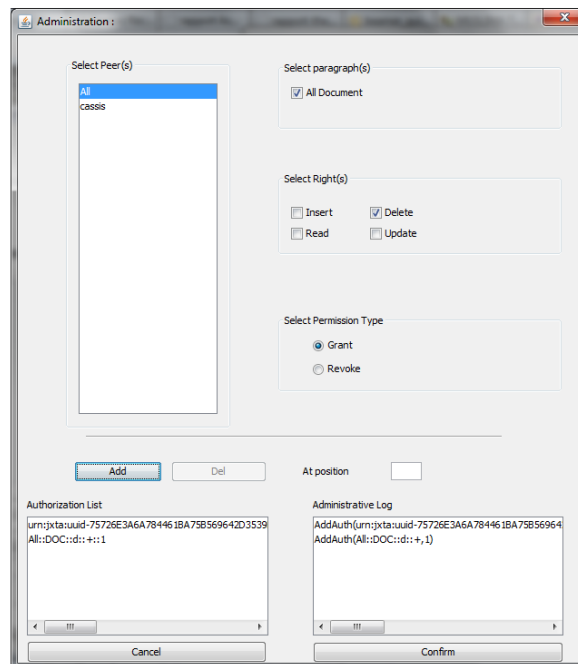 Administration :
Select Peer(s)
All
cassis
Select paragraph(s)
All Document
Select Right(s)
Insert
Delete
Read
Update
Select Permission Type
Grant
Revoke
Add
Del
At position
Authorization List
urn:jxta:uuid-75726E3A6A784461BA75B569642D3539
All::DOC::d::+::1
Administrative Log
AddAuth(urn:jxta:uuid-75726E3A6A784461BA75B56964
AddAuth(All::DOC::d::+,1)
Cancel
Confirm